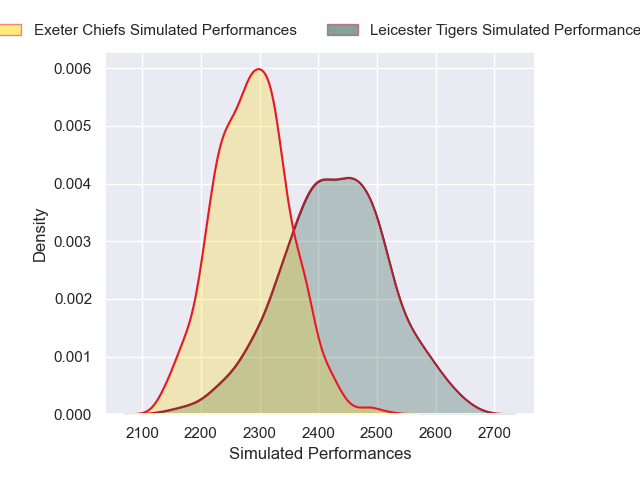 Exeter Chiefs Simulated Performances Leicester Tigers Simulated Performance
0.006
0.005
0.004
0.003
0.002
0.001
0.000
Density
2100 2200 2300 2400 2500 2600 2700
Simulated Performances